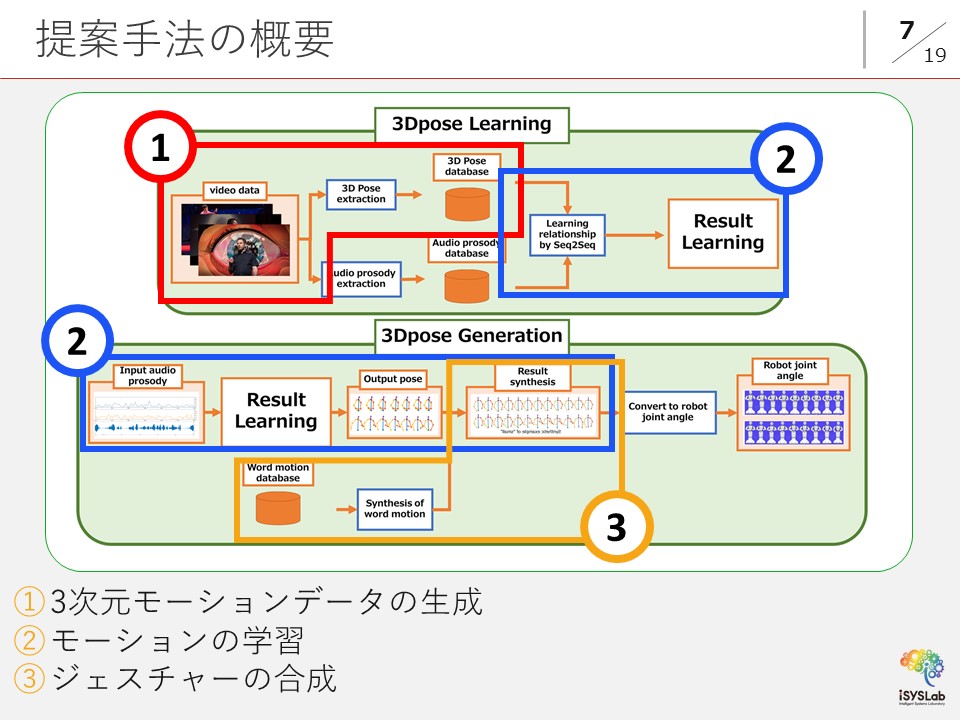 提案手法の概要
7
19
3Dpose Learning
1
2
video data
3D Pose
extraction
3D Pose
database
Audio prosody
extraction
Audio prosody
database
Learning
relationship
by Seq2Seq
Result
Learning
2
3Dpose Generation
Input audio
prosody
Result
Learning
Output pose
Result
synthesis
Convert to robot
joint angle
Robot joint
angle
Word motion
database
Synthesis of
word motion
3
①3次元モーションデータの生成
②モーションの学習
③ジェスチャーの合成
iSYSLab
Intelligent Systems Laboratory